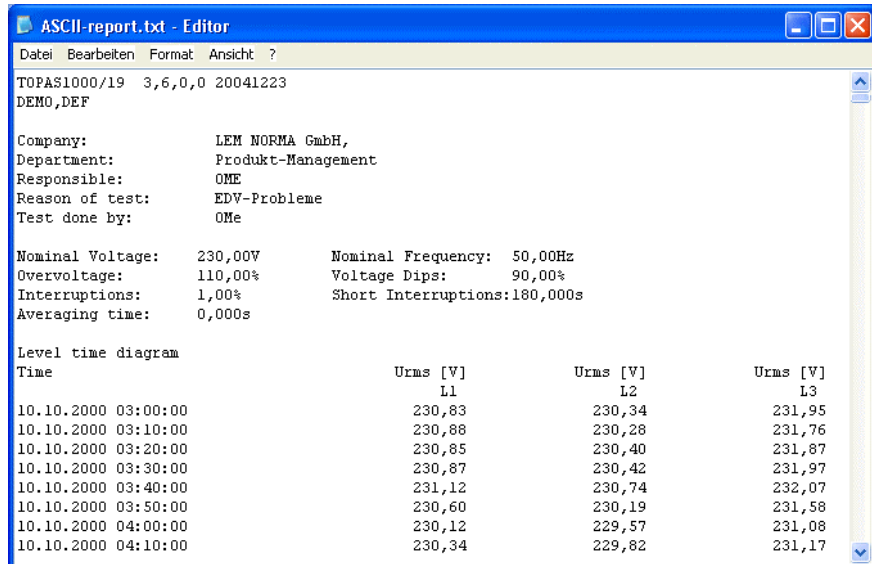 ASCII-report.txt - Editor
Datei Bearbeiten Format Ansicht ?
TOPAS1000/19 3,6,0,0 20041223
DEMO,DEF
Company: LEM NORMA GmbH,
Department: Produkt-Management
Responsible: OME
Reason of test: EDV-Probleme
Test done by: OMe
Nominal Voltage: 230,00V Nominal Frequency: 50,00Hz
Overvoltage: 110,00% Voltage Dips: 90,00%
Interruptions: 1,00% Short Interruptions:180,000s
Averaging time: 0,000s
Level time diagram
Time Urms [V] Urms [V] Urms [V]
L1 L2 L3
10.10.2000 03:00:00 230,83 230,34 231,95
10.10.2000 03:10:00 230,88 230,28 231,76
10.10.2000 03:20:00 230,85 230,40 231,87
10.10.2000 03:30:00 230,87 230,42 231,97
10.10.2000 03:40:00 231,12 230,74 232,07
10.10.2000 03:50:00 230,60 230,19 231,58
10.10.2000 04:00:00 230,12 229,57 231,08
10.10.2000 04:10:00 230,34 229,82 231,17